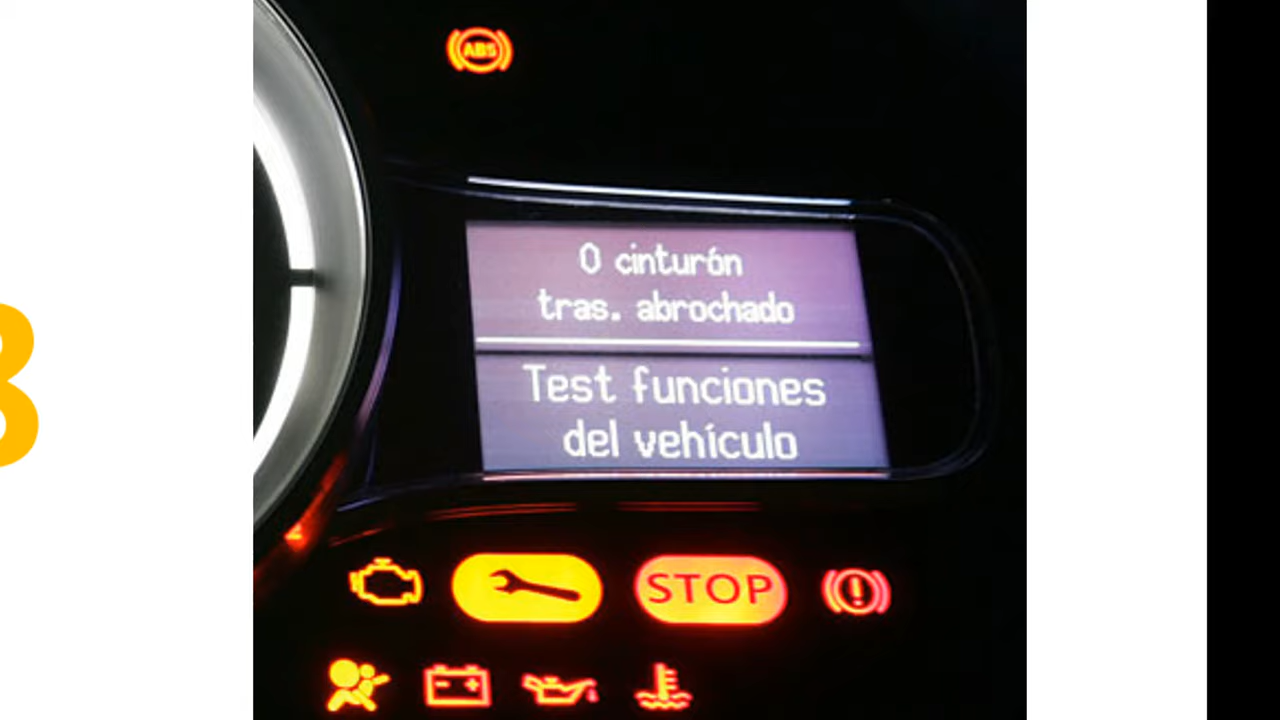 ABS
0 cinturón
tras. abrochado
Test funciones
del vehículo
STOP